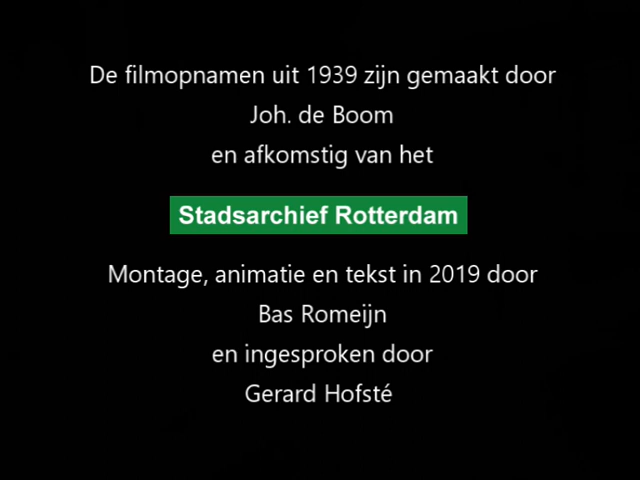 De filmopnamen uit 1939 zijn gemaakt door
Joh. de Boom
en afkomstig van het
Stadsarchief Rotterdam
Montage, animatie en tekst in 2019 door
Bas Romeijn
en ingesproken door
Gerard Hofsté